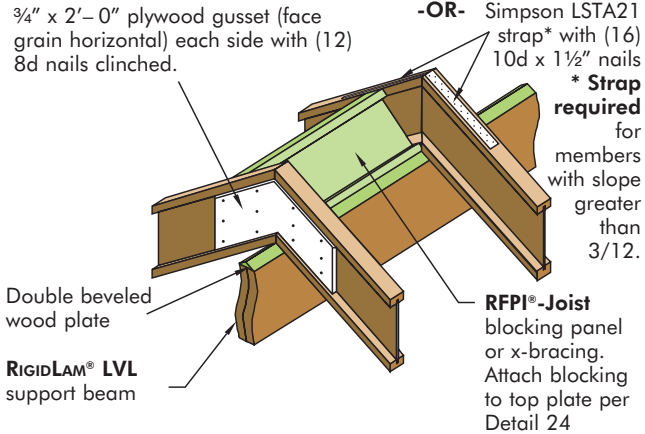 ¾” x 2’– 0” plywood gusset (face
grain horizontal) each side with (12)
8d nails clinched.
-OR- Simpson LSTA21
strap* with (16)
10d x 1½” nails
* Strap
required
for
members
with slope
greater
than
3/12.
Double beveled
wood plate
RIGIDLAM® LVL
support beam
RFPI®-Joist
blocking panel
or x-bracing.
Attach blocking
to top plate per
Detail 24